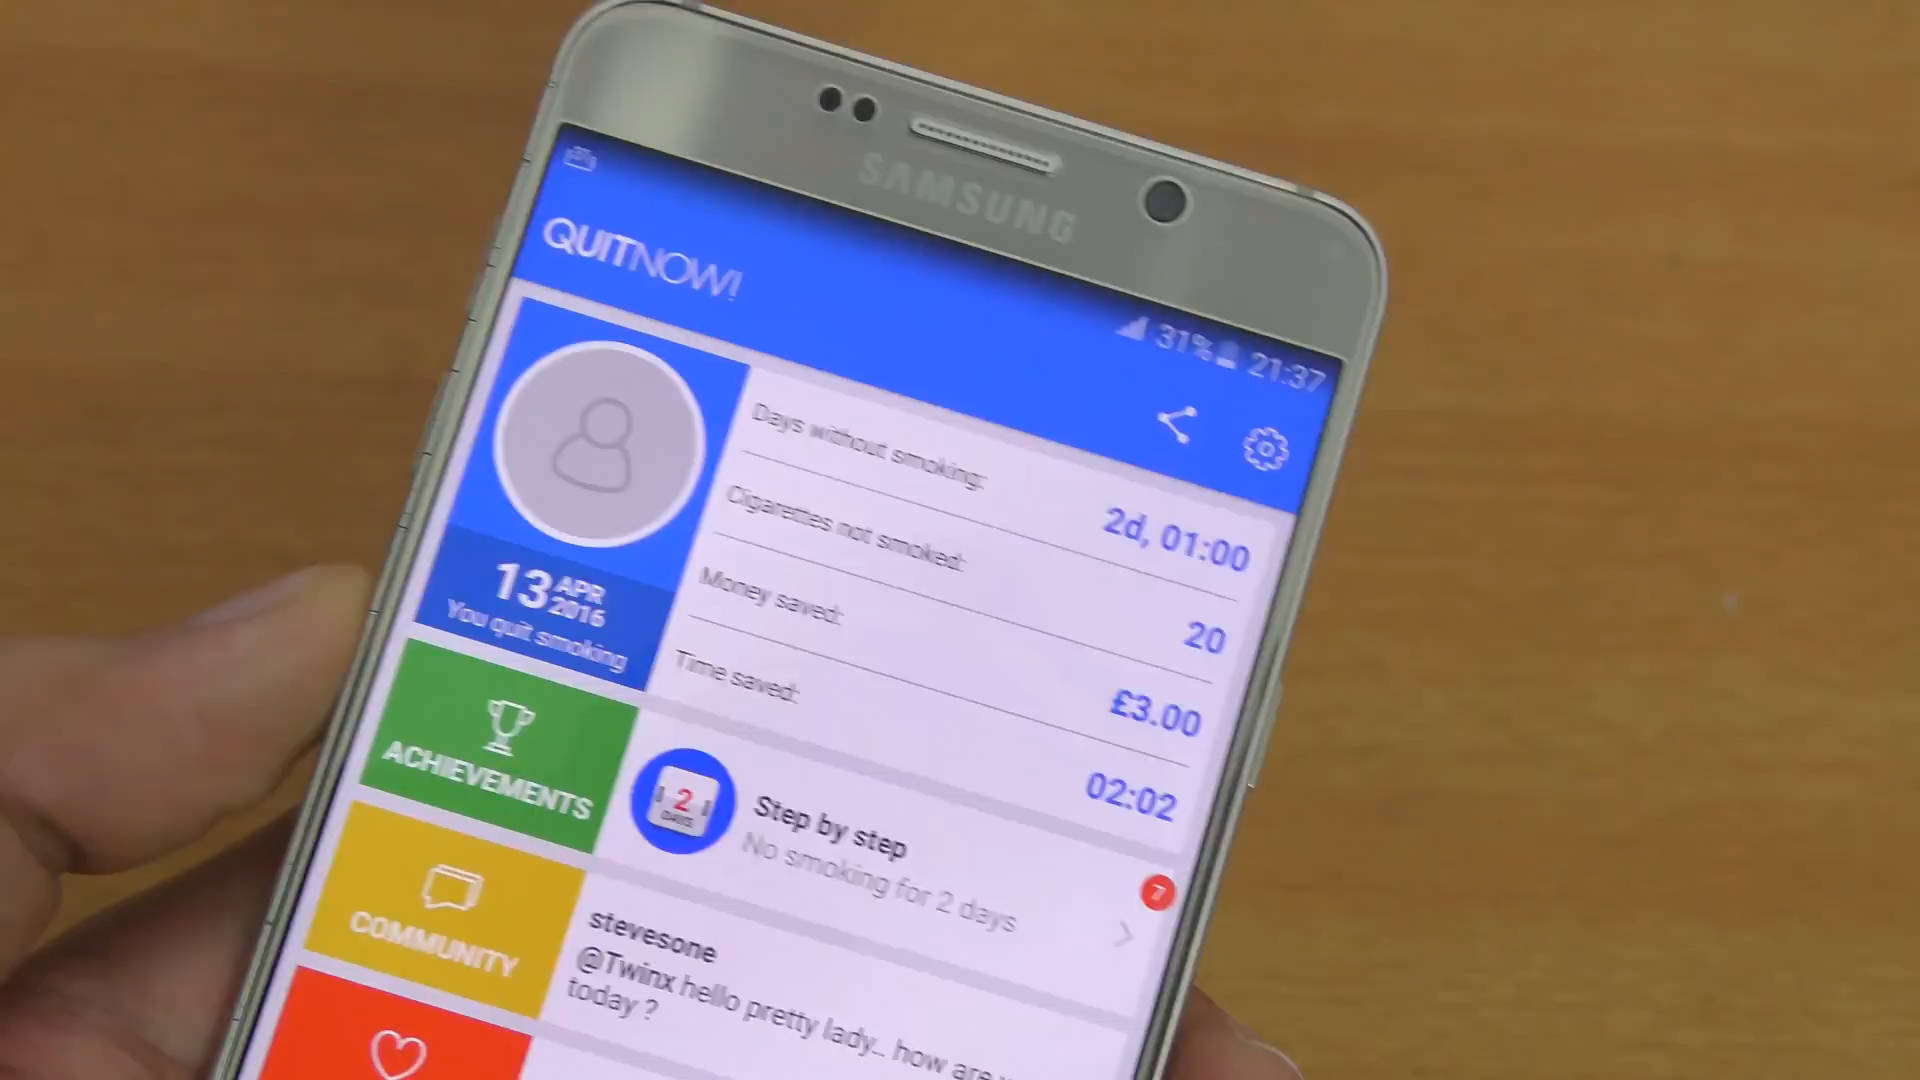 SAMSUNG
31% 21:37
QUITNOW!
Days without smoking:
2d, 01:00
Cigarettes not smoked:
20
Money saved:
£3.00
Time saved:
02:02
13 APR 2016
You quit smoking
ACHIEVEMENTS
2
DAYS
Step by step
No smoking for 2 days
7
COMMUNITY
stevesone
@Twinx hello pretty lady.. how are
today ?